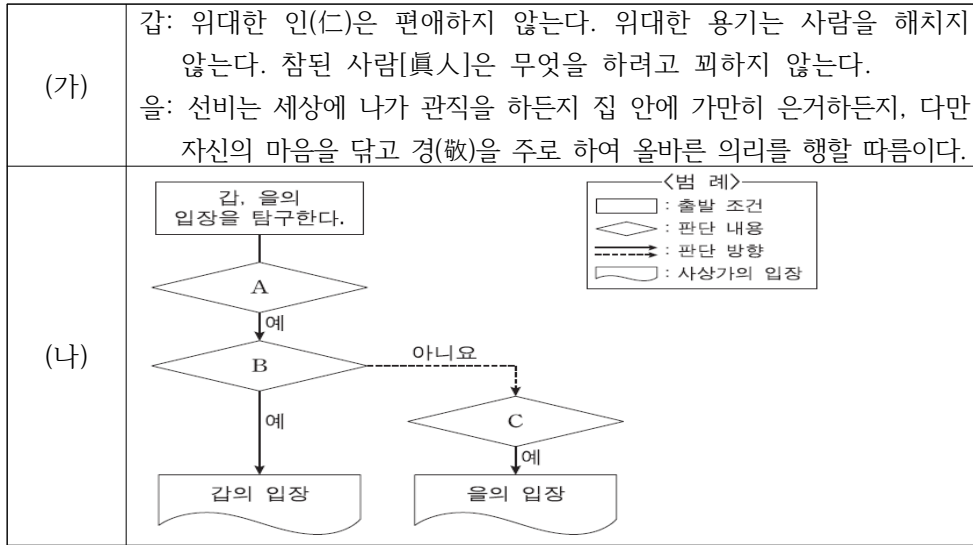 (가)
갑: 위대한 인(仁)은 편애하지 않는다. 위대한 용기는 사람을 해치지
않는다. 참된 사람[眞人]은 무엇을 하려고 꾀하지 않는다.
을: 선비는 세상에 나가 관직을 하든지 집 안에 가만히 은거하든지, 다만
자신의 마음을 닦고 경(敬)을 주로 하여 올바른 의리를 행할 따름이다.
(나)
갑, 을의
입장을 탐구한다.
<범 례>
: 출발 조건
: 판단 내용
: 판단 방향
: 사상가의 입장
A
예
B
아니요
예
C
예
갑의 입장
을의 입장